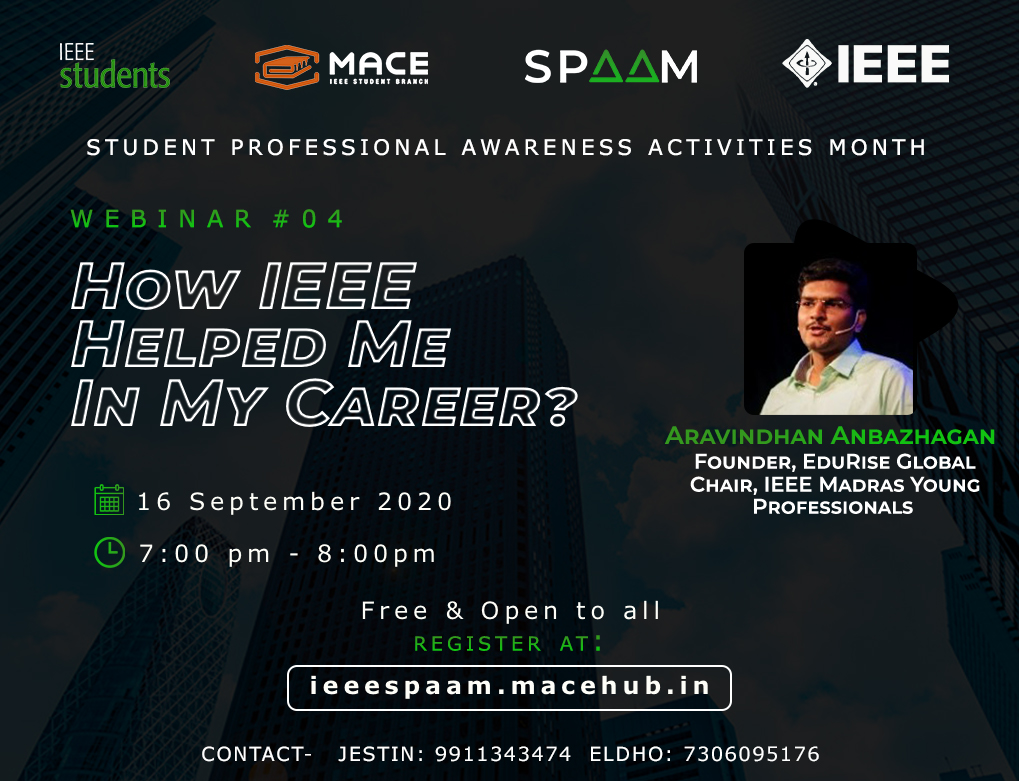 IEEE
students
MACE
IEEE STUDENT BRANCH
SPAAM
IEEE
STUDENT PROFESSIONAL AWARENESS ACTIVITIES MONTH
WEBINAR #04
How IEEE
Helped Me
In My Career?
Aravindhan Anbazhagan
Founder, EduRise Global
Chair, IEEE Madras Young
Professionals
16 September 2020
7:00 pm - 8:00pm
Free & Open to all
REGISTER AT:
ieeespaam.macehub.in
CONTACT- JESTIN: 9911343474 ELDHO: 7306095176